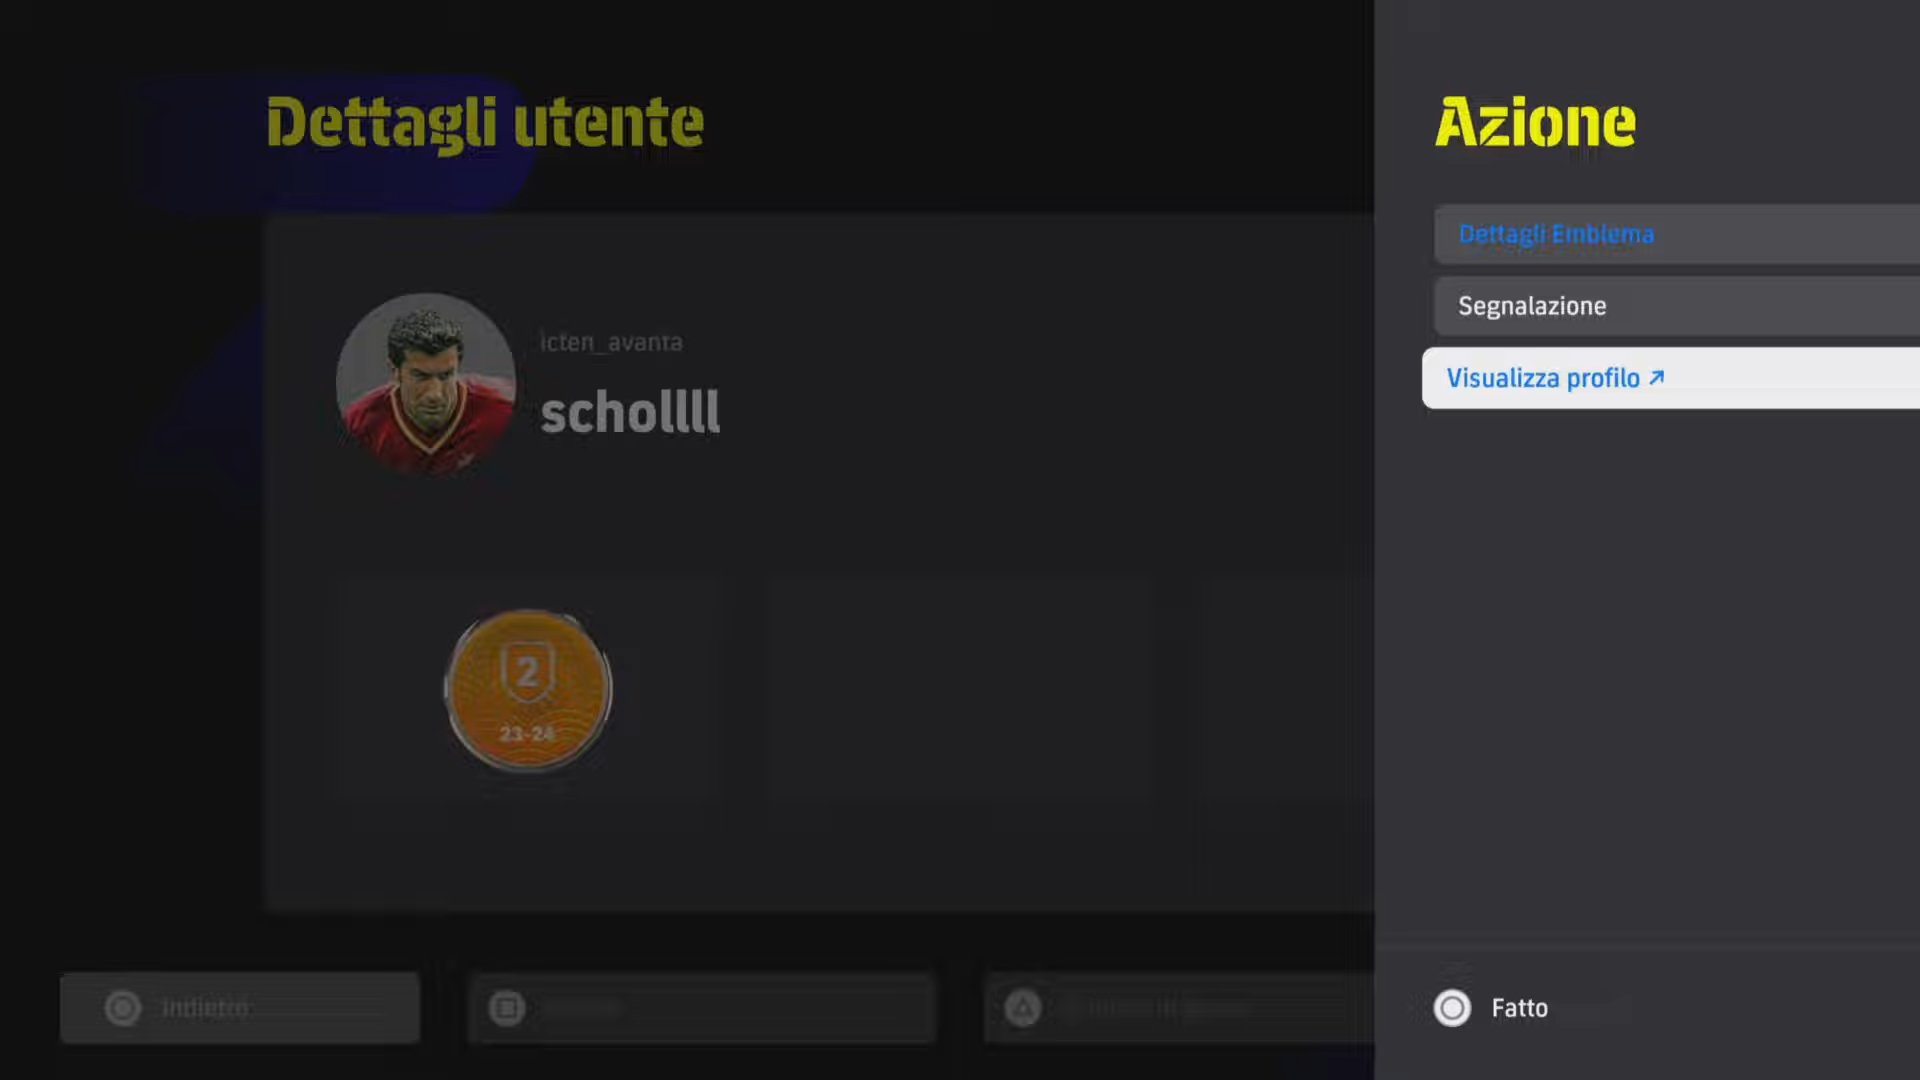 Dettagli utente
icten_avanta
schollll
2
23-24
Indietro
Azione
Dettagli Emblema
Segnalazione
Visualizza profilo ↗
Fatto